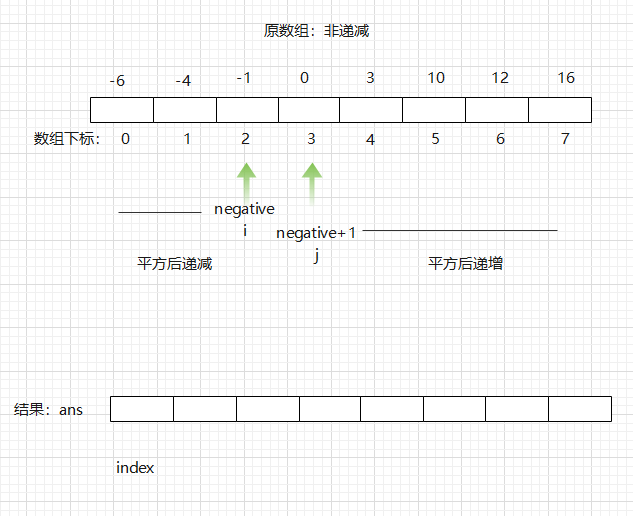 原数组：非递减
-6 -4 -1 0 3 10 12 16
数组下标： 0 1 2 3 4 5 6 7
negative
i
negative+1
j
平方后递减
平方后递增
结果：ans
index